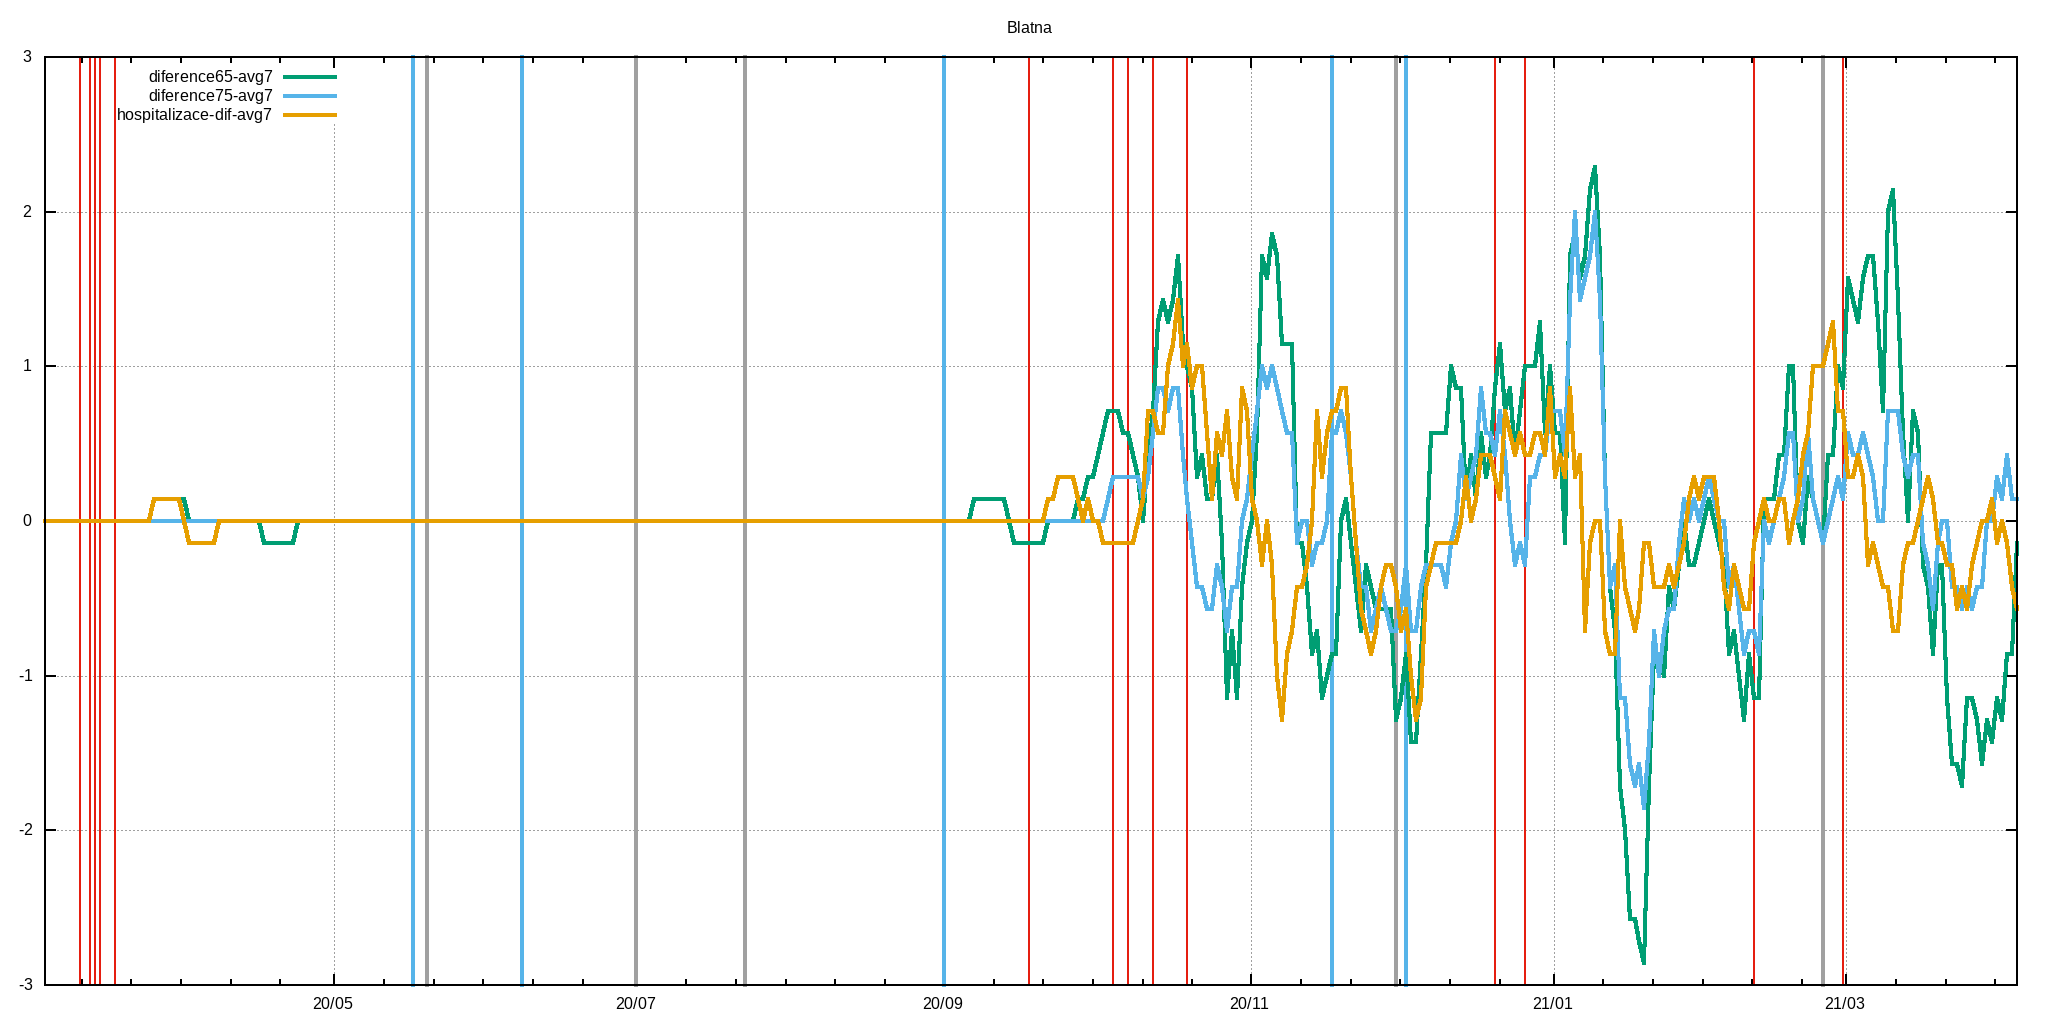 Blatna
3
diference65-avg7
diference75-avg7
hospitalizace-dif-avg7
2
1
0
-1
-2
-3
20/05 20/07 20/09 20/11 21/01 21/03